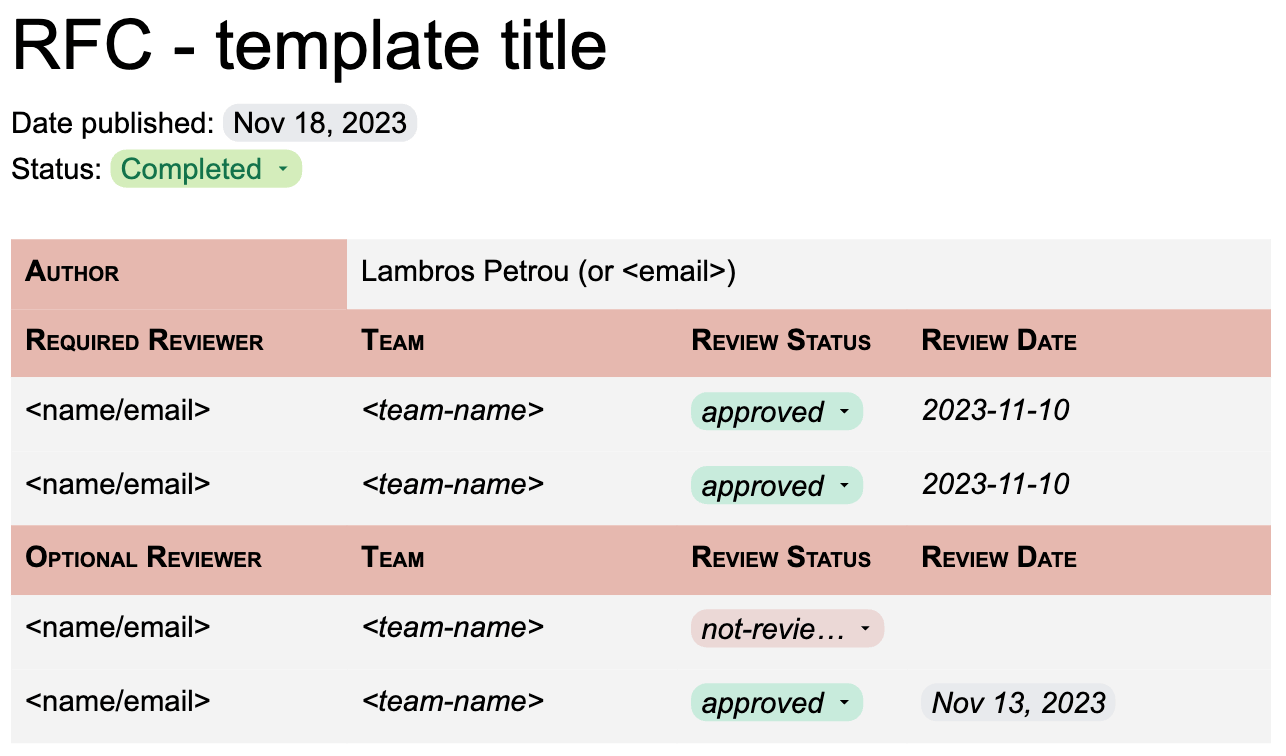 RFC - template title
Date published: Nov 18, 2023
Status: Completed
Author Lambros Petrou (or <email>)
Required Reviewer Team Review Status Review Date
<name/email> <team-name> approved 2023-11-10
<name/email> <team-name> approved 2023-11-10
Optional Reviewer Team Review Status Review Date
<name/email> <team-name> not-revie…
<name/email> <team-name> approved Nov 13, 2023